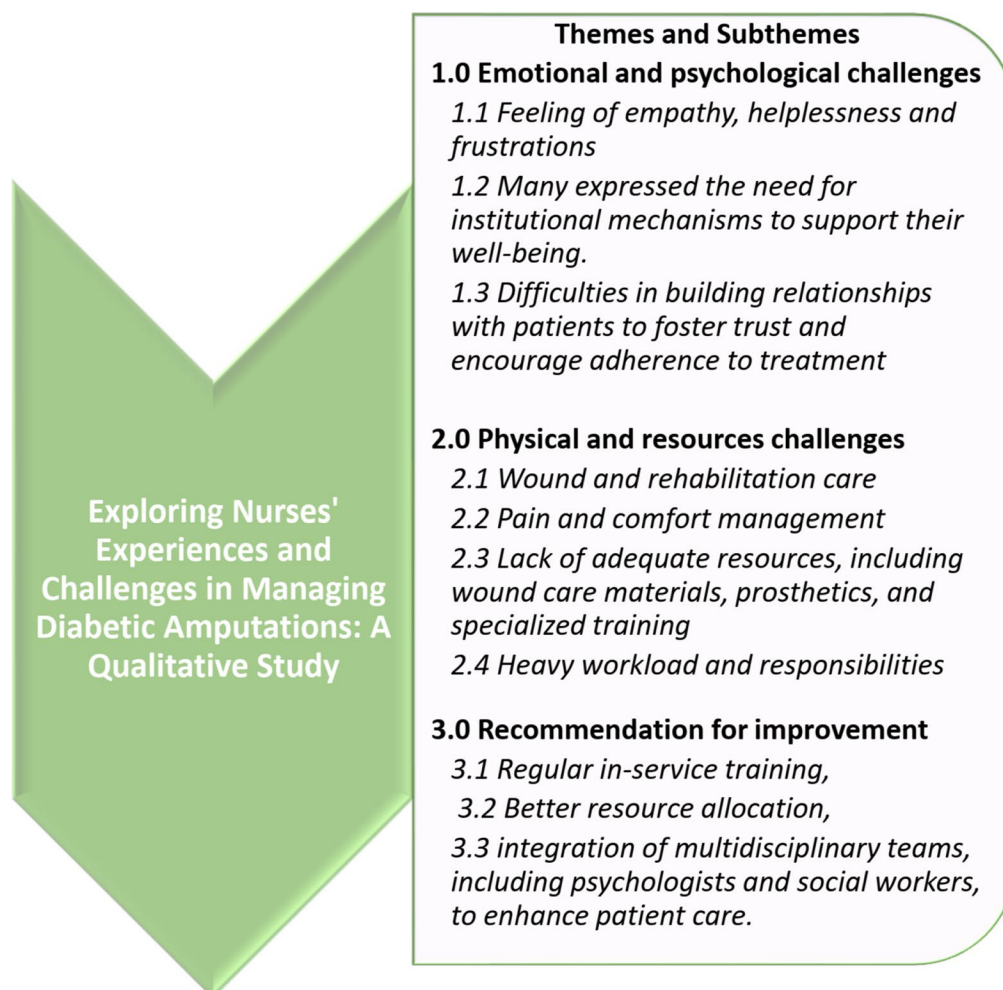 Exploring Nurses'
Experiences and
Challenges in Managing
Diabetic Amputations: A
Qualitative Study
Themes and Subthemes
1.0 Emotional and psychological challenges
1.1 Feeling of empathy, helplessness and
frustrations
1.2 Many expressed the need for
institutional mechanisms to support their
well-being.
1.3 Difficulties in building relationships
with patients to foster trust and
encourage adherence to treatment
2.0 Physical and resources challenges
2.1 Wound and rehabilitation care
2.2 Pain and comfort management
2.3 Lack of adequate resources, including
wound care materials, prosthetics, and
specialized training
2.4 Heavy workload and responsibilities
3.0 Recommendation for improvement
3.1 Regular in-service training,
3.2 Better resource allocation,
3.3 integration of multidisciplinary teams,
including psychologists and social workers,
to enhance patient care.